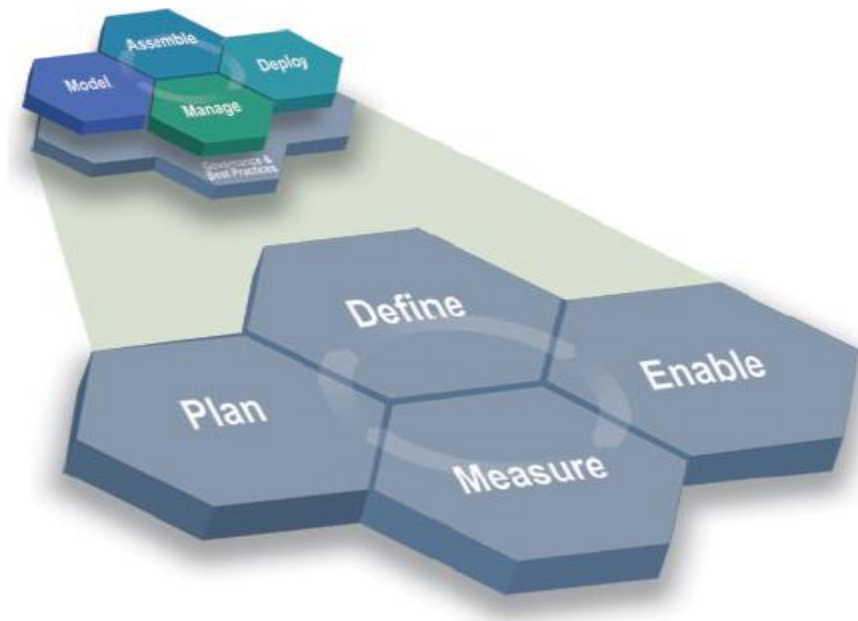 Assemble
Model
Deploy
Manage
Governance &
Best Practices
Define
Enable
Plan
Measure